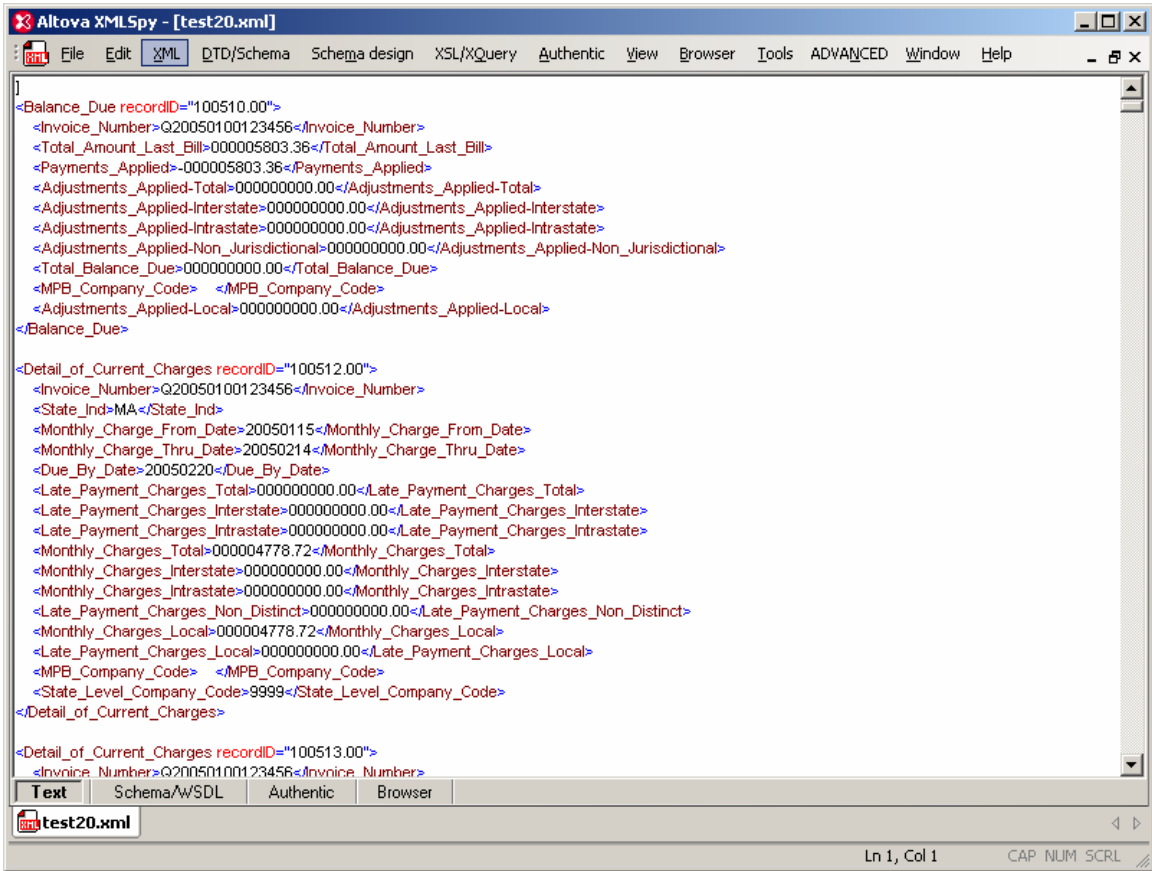 Altova XMLSpy - [test20.xml]
File Edit XML DTD/Schema Schema design XSL/XQuery Authentic View Browser Tools ADVANCED Window Help
]
<Balance_Due recordID="100510.00">
<Invoice_Number>Q20050100123456</Invoice_Number>
<Total_Amount_Last_Bill>000005803.36</Total_Amount_Last_Bill>
<Payments_Applied>-000005803.36</Payments_Applied>
<Adjustments_Applied-Total>000000000.00</Adjustments_Applied-Total>
<Adjustments_Applied-Interstate>000000000.00</Adjustments_Applied-Interstate>
<Adjustments_Applied-Intrastate>000000000.00</Adjustments_Applied-Intrastate>
<Adjustments_Applied-Non_Jurisdictional>000000000.00</Adjustments_Applied-Non_Jurisdictional>
<Total_Balance_Due>000000000.00</Total_Balance_Due>
<MPB_Company_Code>    </MPB_Company_Code>
<Adjustments_Applied-Local>000000000.00</Adjustments_Applied-Local>
</Balance_Due>
<Detail_of_Current_Charges recordID="100512.00">
<Invoice_Number>Q20050100123456</Invoice_Number>
<State_Ind>MA</State_Ind>
<Monthly_Charge_From_Date>20050115</Monthly_Charge_From_Date>
<Monthly_Charge_Thru_Date>20050214</Monthly_Charge_Thru_Date>
<Due_By_Date>20050220</Due_By_Date>
<Late_Payment_Charges_Total>000000000.00</Late_Payment_Charges_Total>
<Late_Payment_Charges_Interstate>000000000.00</Late_Payment_Charges_Interstate>
<Late_Payment_Charges_Intrastate>000000000.00</Late_Payment_Charges_Intrastate>
<Monthly_Charges_Total>000004778.72</Monthly_Charges_Total>
<Monthly_Charges_Interstate>000000000.00</Monthly_Charges_Interstate>
<Monthly_Charges_Intrastate>000000000.00</Monthly_Charges_Intrastate>
<Late_Payment_Charges_Non_Distinct>000000000.00</Late_Payment_Charges_Non_Distinct>
<Monthly_Charges_Local>000004778.72</Monthly_Charges_Local>
<Late_Payment_Charges_Local>000000000.00</Late_Payment_Charges_Local>
<MPB_Company_Code>    </MPB_Company_Code>
<State_Level_Company_Code>9999</State_Level_Company_Code>
</Detail_of_Current_Charges>
<Detail_of_Current_Charges recordID="100513.00">
<Invoice_Number>Q20050100123456</Invoice_Number>
Text Schema/WSDL Authentic Browser
test20.xml
Ln 1, Col 1 CAP NUM SCRL